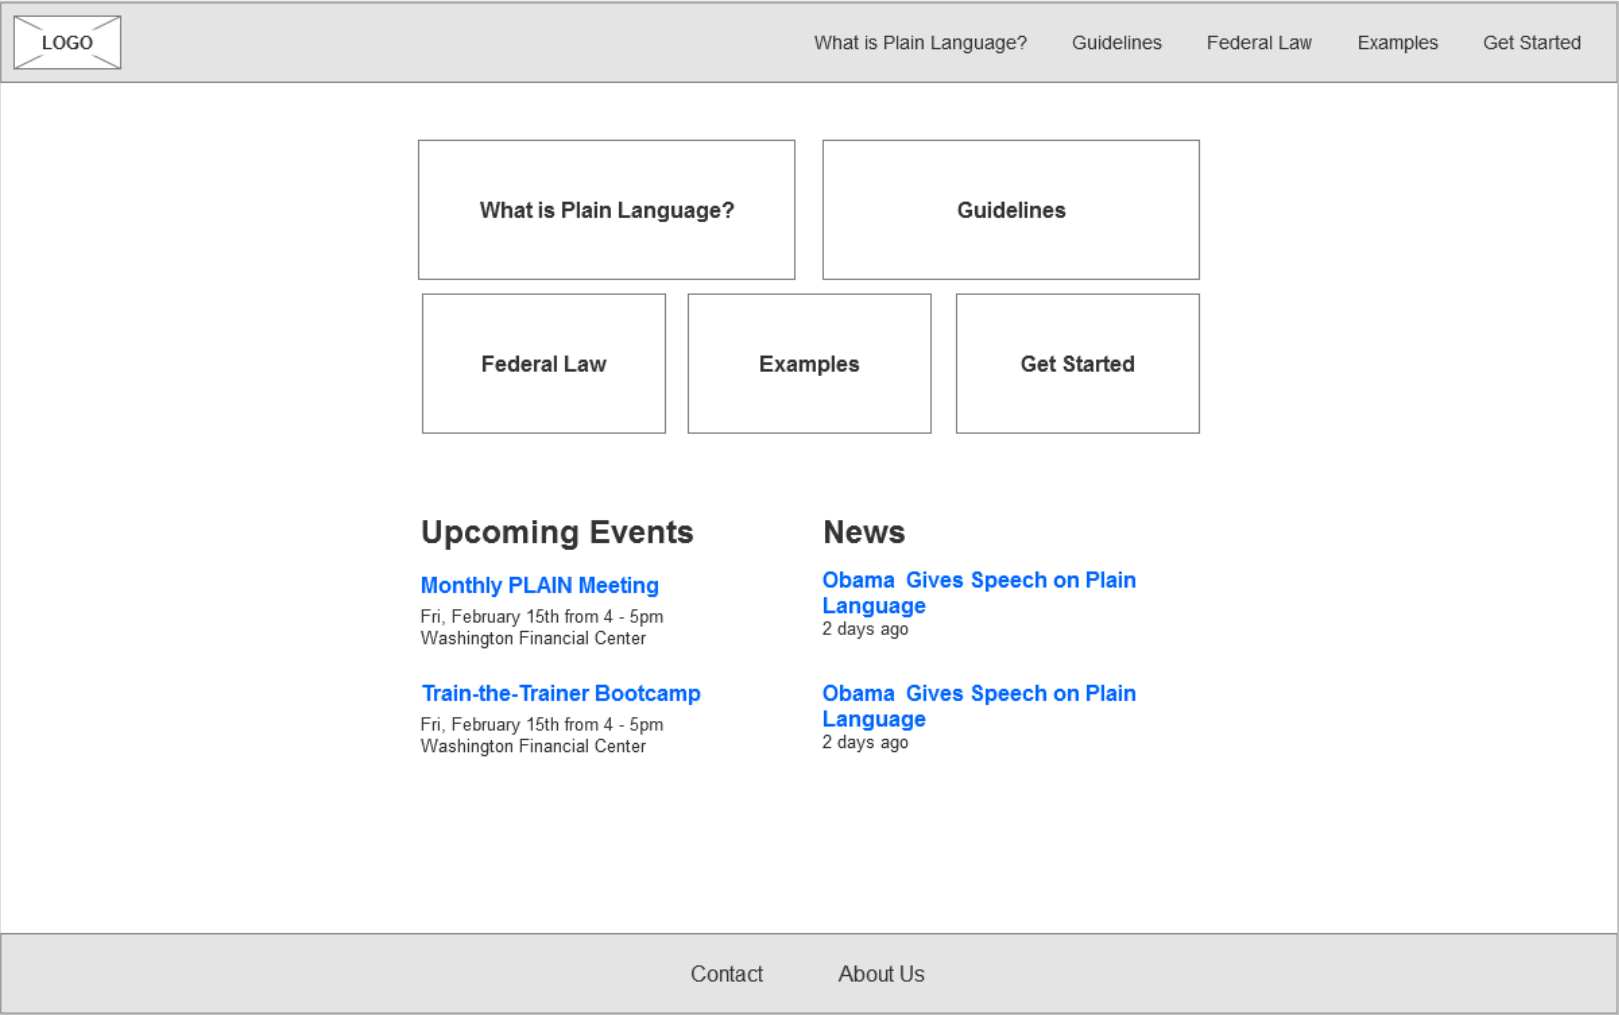 LOGO
What is Plain Language?
Guidelines
Federal Law
Examples
Get Started
What is Plain Language?
Guidelines
Federal Law
Examples
Get Started
Upcoming Events
Monthly PLAIN Meeting
Fri, February 15th from 4 - 5pm
Washington Financial Center
Train-the-Trainer Bootcamp
Fri, February 15th from 4 - 5pm
Washington Financial Center
News
Obama  Gives Speech on Plain
Language
2 days ago
Obama  Gives Speech on Plain
Language
2 days ago
Contact
About Us